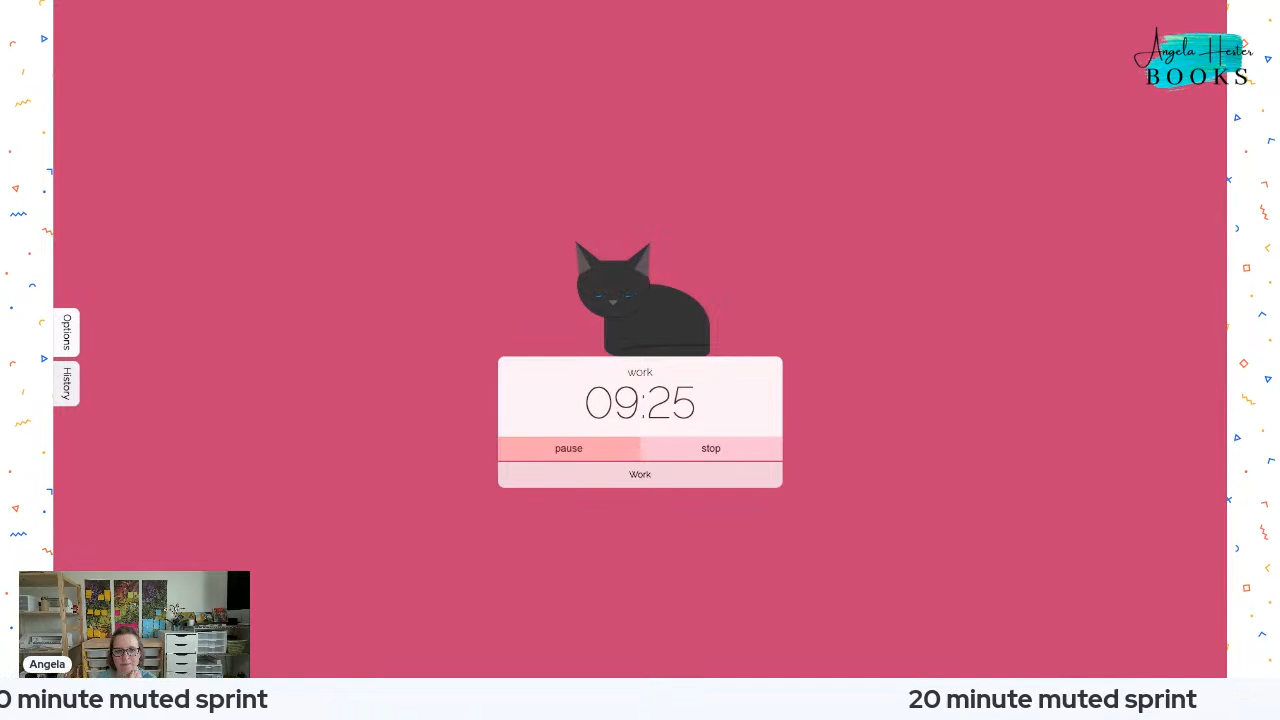 Angela Hester
BOOKS
Options
History
work
09:25
pause
stop
Work
Angela
0 minute muted sprint
20 minute muted sprint